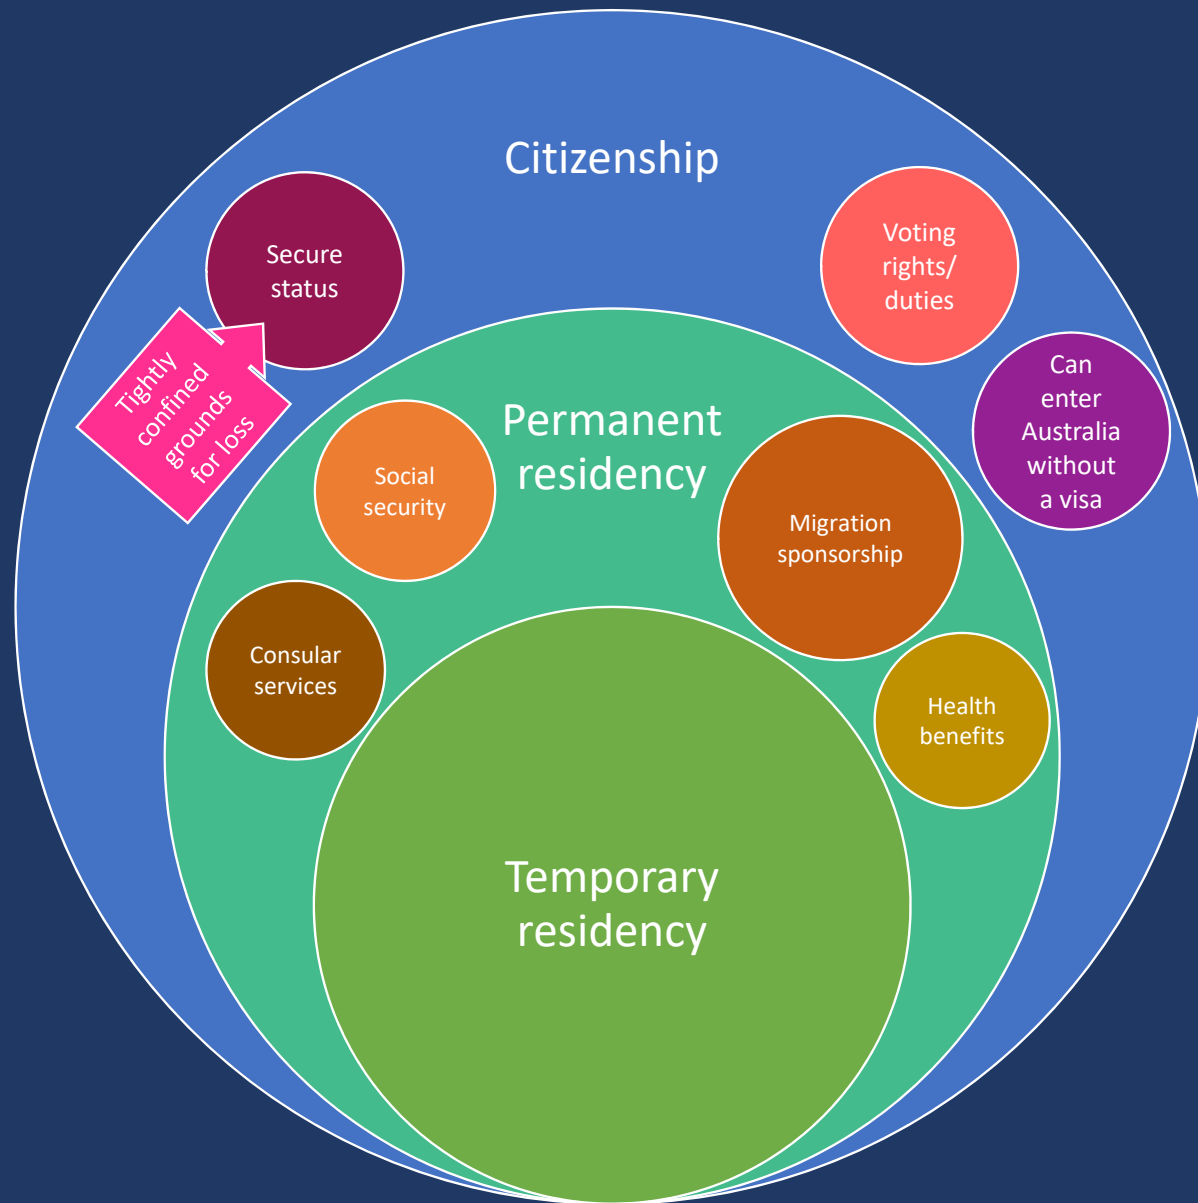 Citizenship
Secure
status
Voting
rights/
duties
Tightly
confined
grounds
for loss
Can
enter
Australia
without
a visa
Permanent
residency
Social
security
Migration
sponsorship
Consular
services
Health
benefits
Temporary
residency